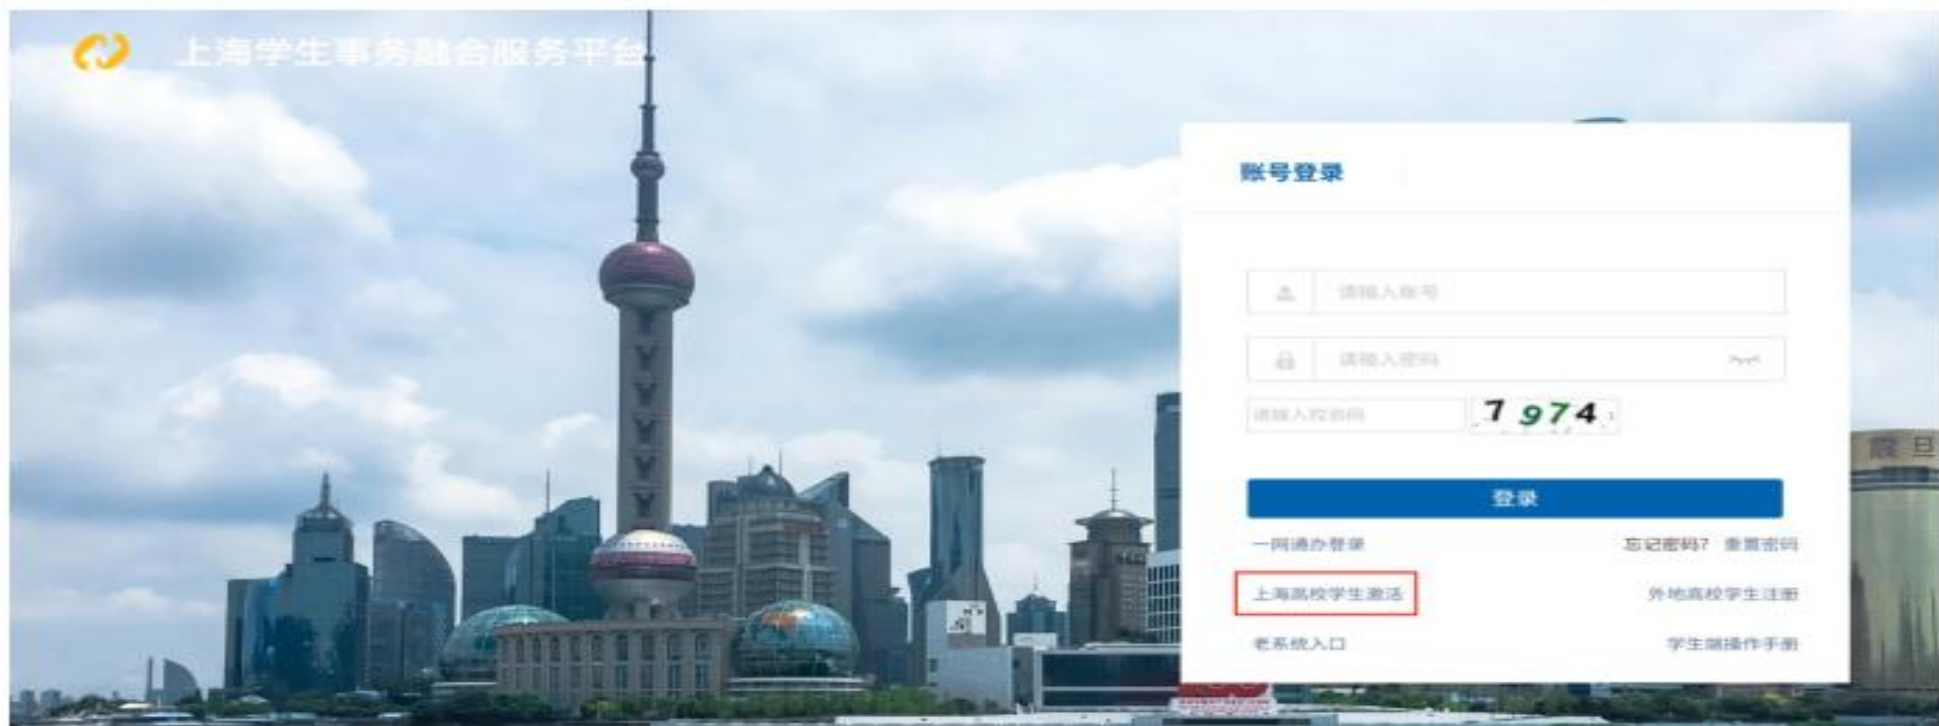 上海学生事务融合服务平台
账号登录
请输入账号
请输入密码
请输入校验码
7974
登录
一网通办登录
忘记密码? 重置密码
上海高校学生激活
外地高校学生注册
老系统入口
学生端操作手册
震旦